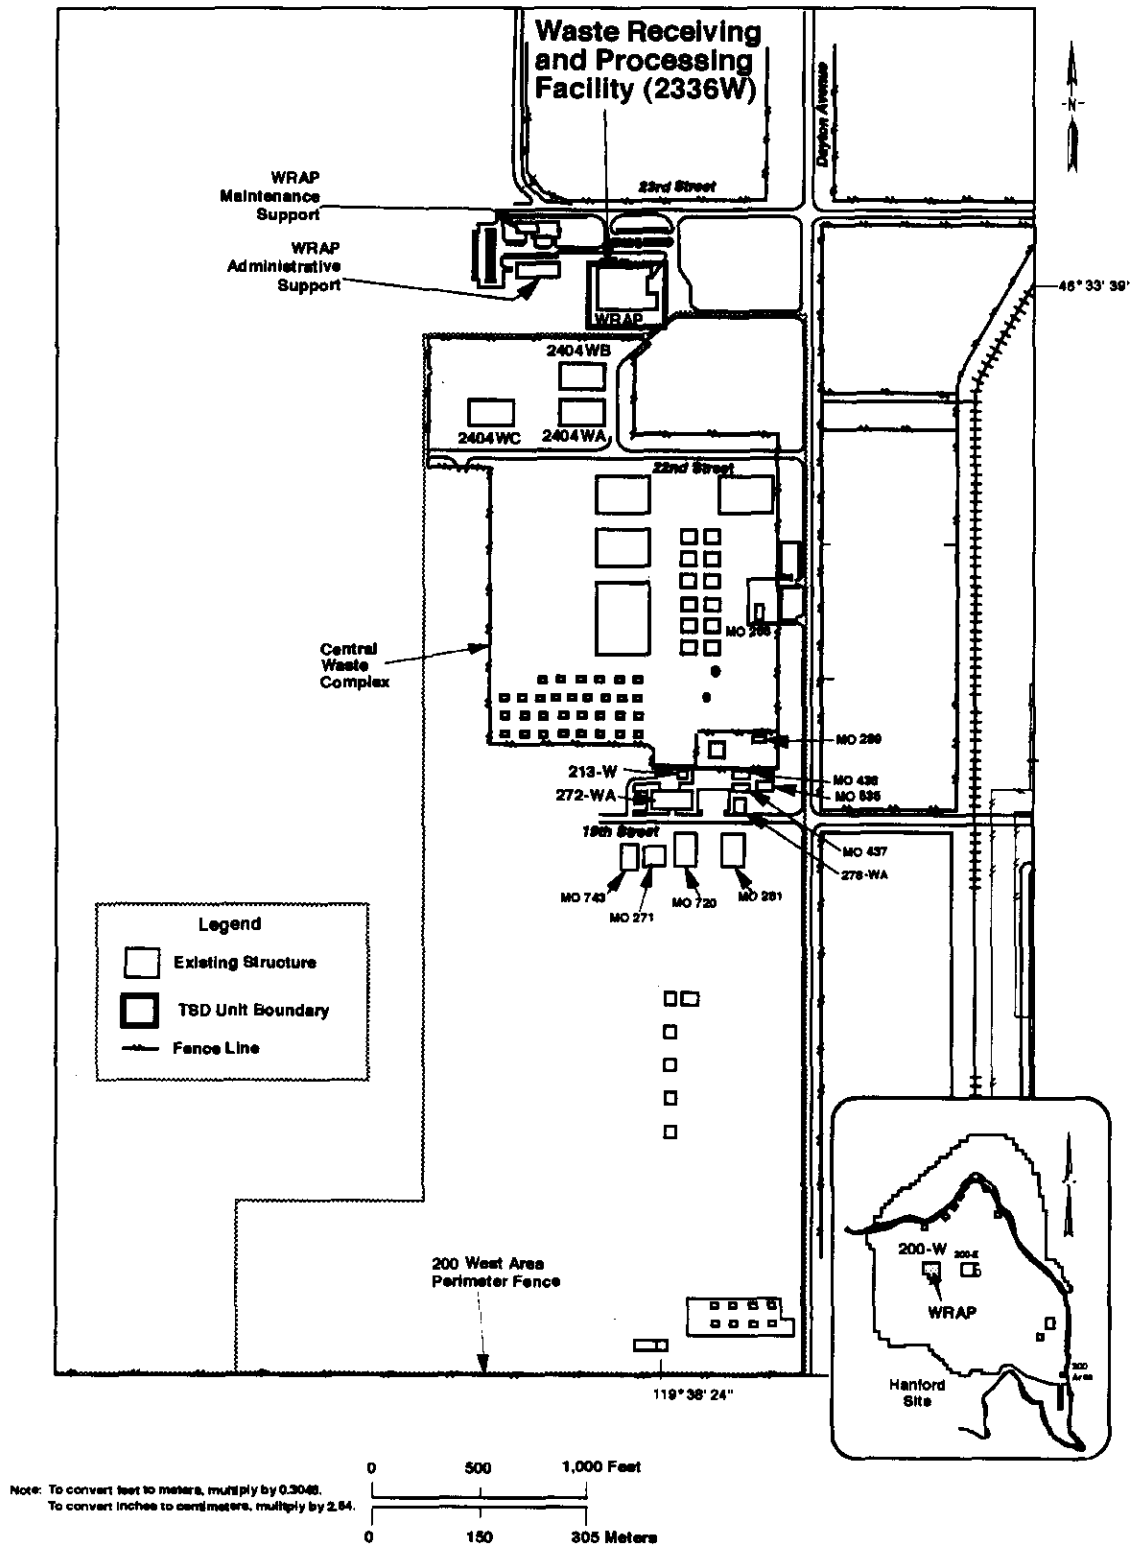 Waste Receiving
and Processing
Facility (2336W)
Dayton Avenue
-N-
23rd Street
WRAP
Maintenance
Support
WRAP
Administrative
Support
46° 33' 39"
WRAP
2404WB
2404WC
2404WA
22nd Street
Central
Waste
Complex
MO 289
213-W
MO 436
272-WA
MO 835
19th Street
MO 437
278-WA
MO 743
MO 271
MO 720
MO 281
Legend
Existing Structure
TSD Unit Boundary
Fence Line
200 West Area
Perimeter Fence
119° 38' 24"
200-W
200-E
WRAP
Hanford
Site
300
Area
0
500
1,000 Feet
Note: To convert feet to meters, multiply by 0.3048.
To convert inches to centimeters, multiply by 2.54.
0
150
305 Meters